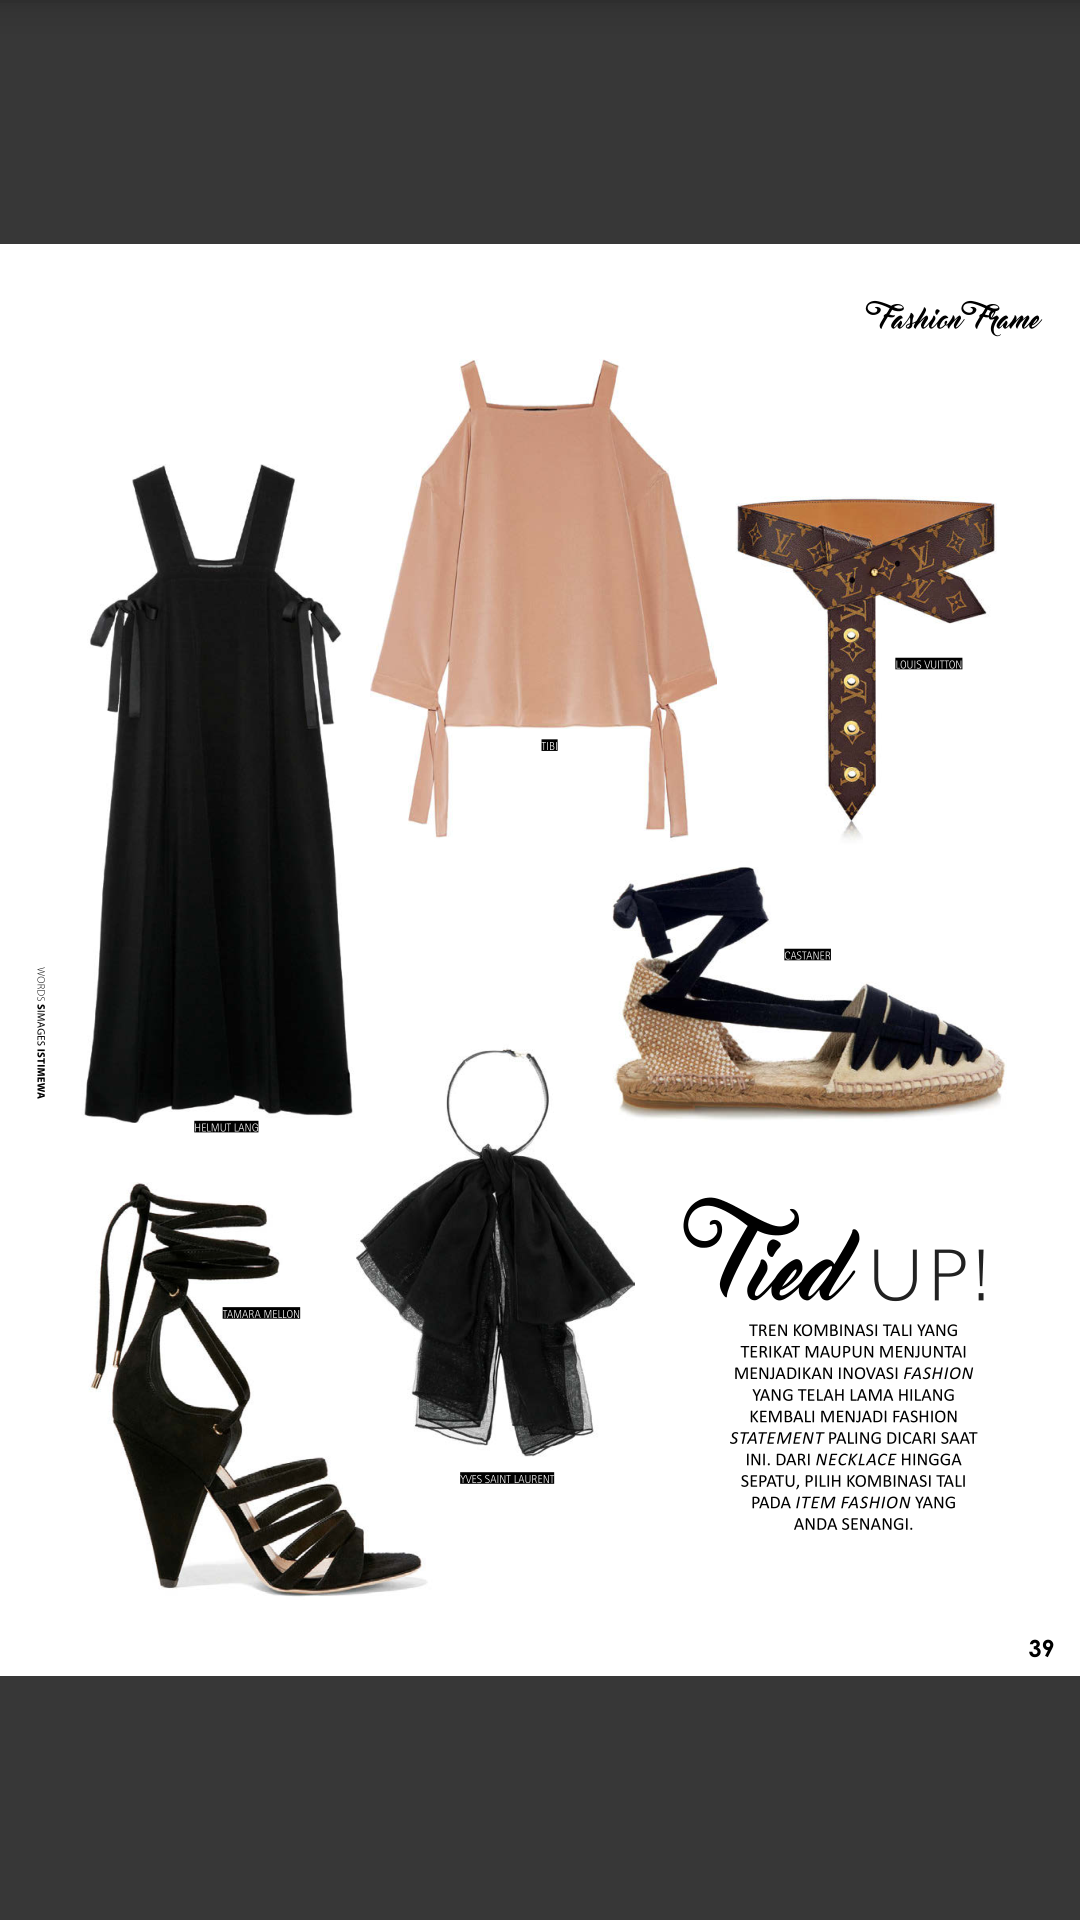 Fashion Frame
LOUIS VUITTON
TIBI
CASTANER
WORDS SIMAGES ISTIMEWA
HELMUT LANG
TAMARA MELLON
YVES SAINT LAURENT
Tied UP!
TREN KOMBINASI TALI YANG
TERIKAT MAUPUN MENJUNTAI
MENJADIKAN INOVASI FASHION
YANG TELAH LAMA HILANG
KEMBALI MENJADI FASHION
STATEMENT PALING DICARI SAAT
INI. DARI NECKLACE HINGGA
SEPATU, PILIH KOMBINASI TALI
PADA ITEM FASHION YANG
ANDA SENANGI.
39